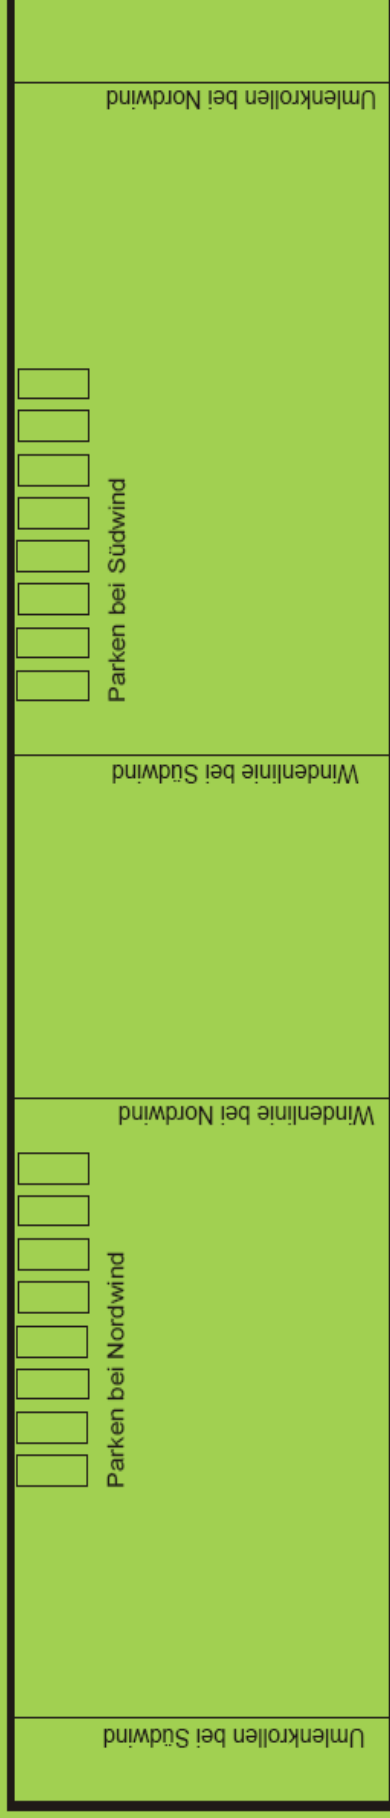 Umlenkrollen bei Nordwind
Parken bei Südwind
Windenlinie bei Südwind
Windenlinie bei Nordwind
Parken bei Nordwind
Umlenkrollen bei Südwind